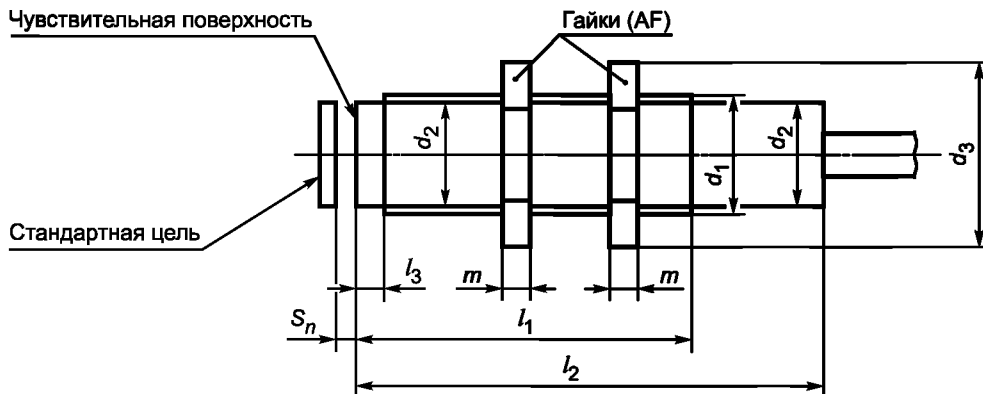 Чувствительная поверхность
Гайки (AF)
d2
d1
d2
d3
Стандартная цель
l3
m
m
Sn
l1
l2